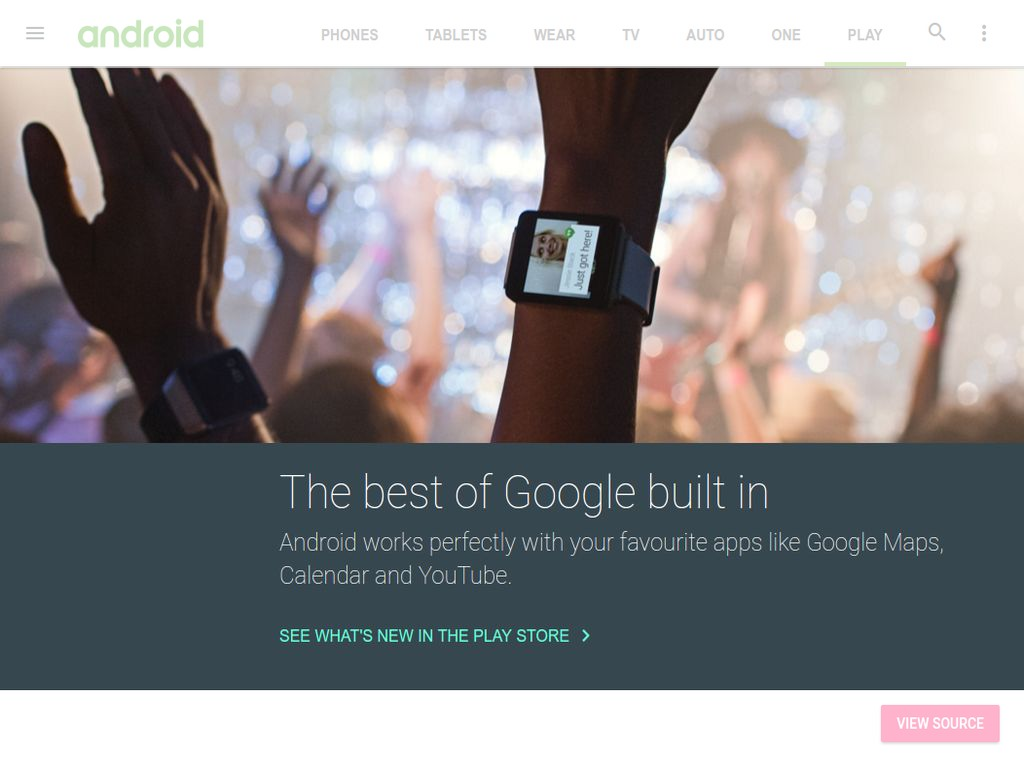 android
PHONES TABLETS WEAR TV AUTO ONE PLAY
Just got here!
The best of Google built in
Android works perfectly with your favourite apps like Google Maps,
Calendar and YouTube.
SEE WHAT'S NEW IN THE PLAY STORE
VIEW SOURCE